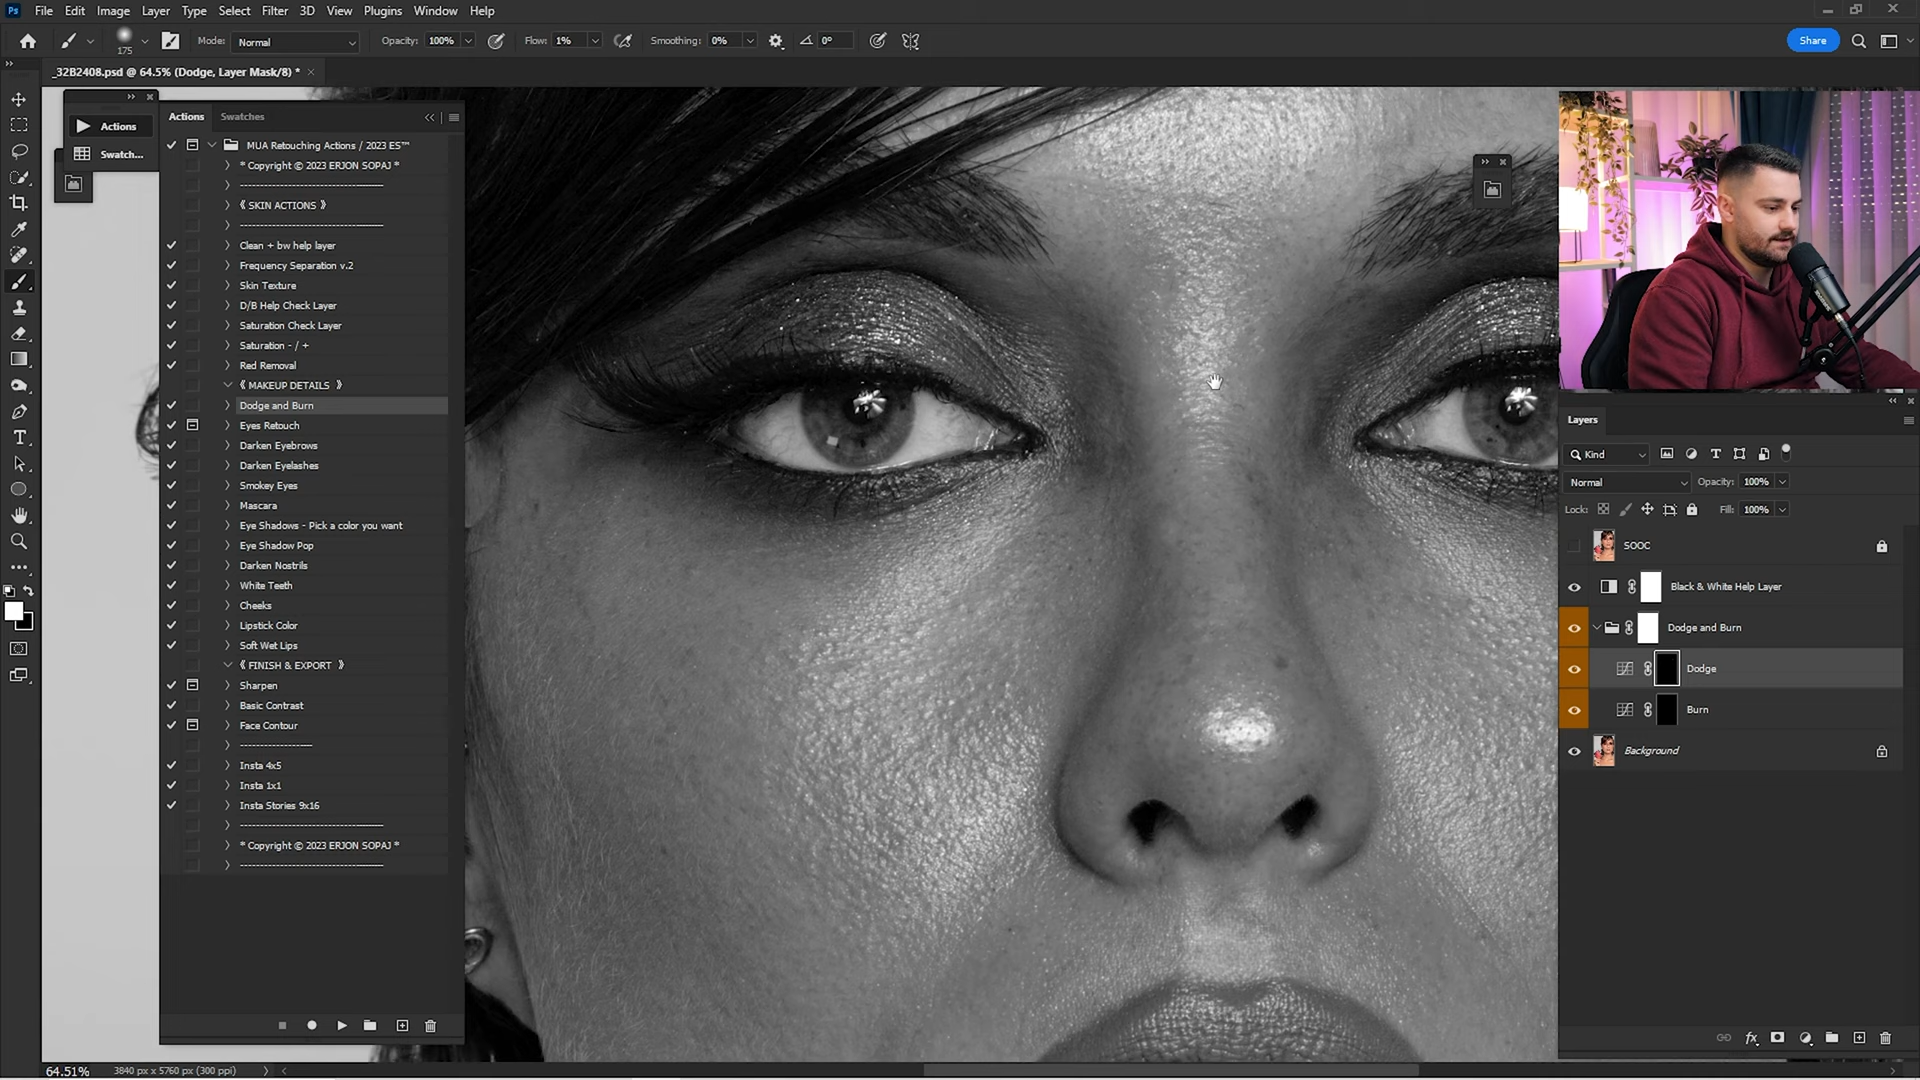 Ps File Edit Image Layer Type Select Filter 3D View Plugins Window Help
175 Mode: Normal Opacity: 100% Flow: 1% Smoothing: 0% 0° Share
_32B2408.psd @ 64.5% (Dodge, Layer Mask/8) *
Actions
Swatch...
Actions Swatches
MUA Retouching Actions / 2023 ES™
* Copyright © 2023 ERJON SOPAJ *
------------------------------------
《 SKIN ACTIONS 》
------------------------------------
Clean + bw help layer
Frequency Separation v.2
Skin Texture
D/B Help Check Layer
Saturation Check Layer
Saturation - / +
Red Removal
《 MAKEUP DETAILS 》
Dodge and Burn
Eyes Retouch
Darken Eyebrows
Darken Eyelashes
Smokey Eyes
Mascara
Eye Shadows - Pick a color you want
Eye Shadow Pop
Darken Nostrils
White Teeth
Cheeks
Lipstick Color
Soft Wet Lips
《 FINISH & EXPORT 》
Sharpen
Basic Contrast
Face Contour
------------------
Insta 4x5
Insta 1x1
Insta Stories 9x16
------------------------------------
* Copyright © 2023 ERJON SOPAJ *
------------------------------------
Layers
Kind
Normal Opacity: 100%
Lock: Fill: 100%
SOOC
Black & White Help Layer
Dodge and Burn
Dodge
Burn
Background
fx
64.51% 3840 px x 5760 px (300 ppi)